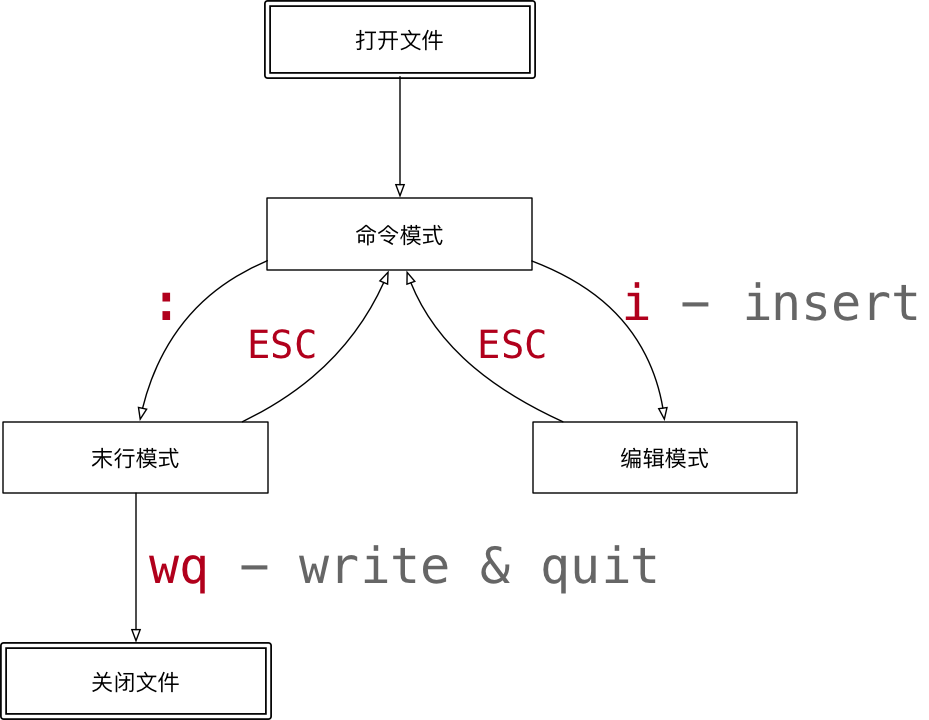 打开文件
命令模式
:
i - insert
ESC
ESC
末行模式
编辑模式
wq - write & quit
关闭文件